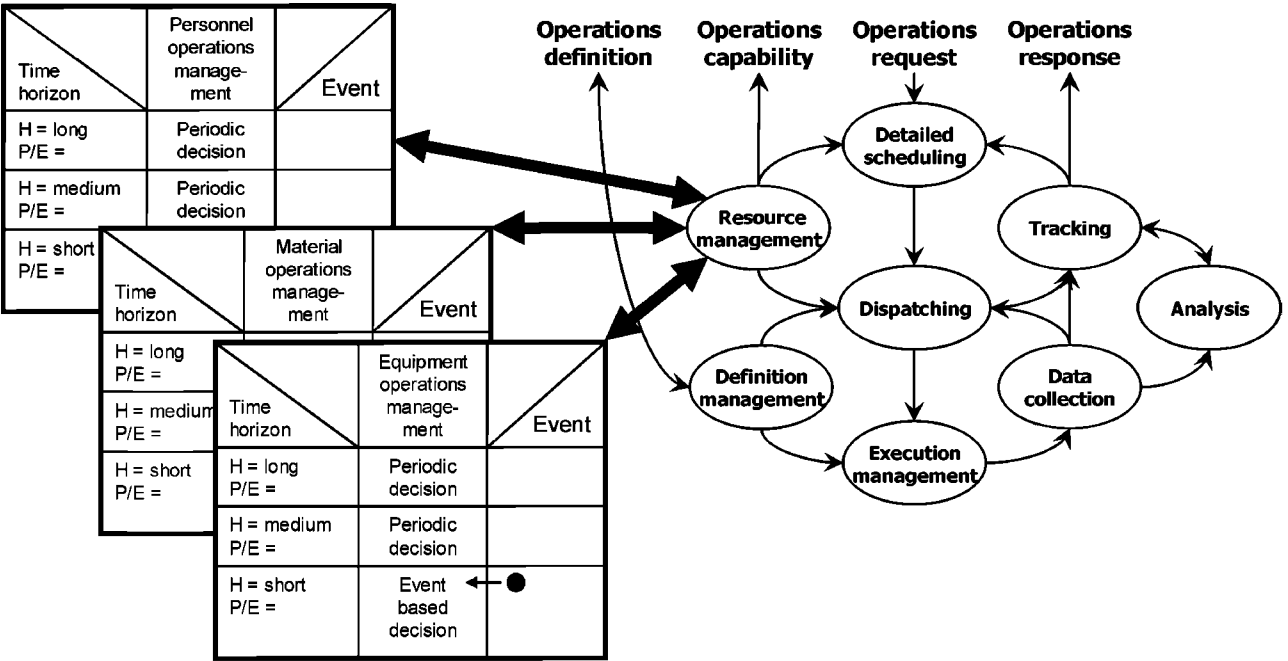 Personnel
operations
manage-
ment
Time
horizon
Event
H = long
P/E =
Periodic
decision
H = medium
P/E =
Periodic
decision
H = short
P/E =
Material
operations
manage-
ment
Time
horizon
Event
H = long
P/E =
H = medium
P/E =
H = short
P/E =
Equipment
operations
manage-
ment
Time
horizon
Event
H = long
P/E =
Periodic
decision
H = medium
P/E =
Periodic
decision
H = short
P/E =
Event
based
decision
Operations
definition
Operations
capability
Operations
request
Operations
response
Detailed
scheduling
Resource
management
Tracking
Dispatching
Analysis
Definition
management
Data
collection
Execution
management